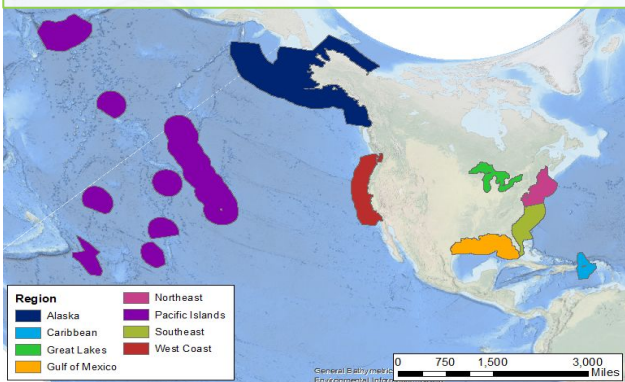 Region
Alaska
Caribbean
Great Lakes
Gulf of Mexico
Northeast
Pacific Islands
Southeast
West Coast
0 750 1,500 3,000
Miles
General Bathymetric